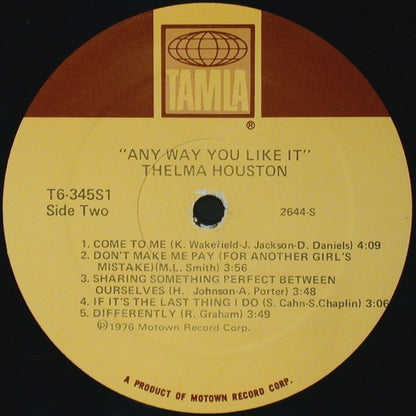 TAMLA
®
"ANY WAY YOU LIKE IT"
THELMA HOUSTON
T6-345S1
Side Two
2644-S
1. COME TO ME (K. Wakefield-J. Jackson-D. Daniels) 4:09
2. DON'T MAKE ME PAY (FOR ANOTHER GIRL'S
MISTAKE)(M.L. Smith) 3:56
3. SHARING SOMETHING PERFECT BETWEEN
OURSELVES (H. Johnson-A. Porter) 3:48
4. IF IT'S THE LAST THING I DO (S. Cahn-S.Chaplin) 3:06
5. DIFFERENTLY (R. Graham) 3:49
℗1976 Motown Record Corp.
A PRODUCT OF MOTOWN RECORD CORP.